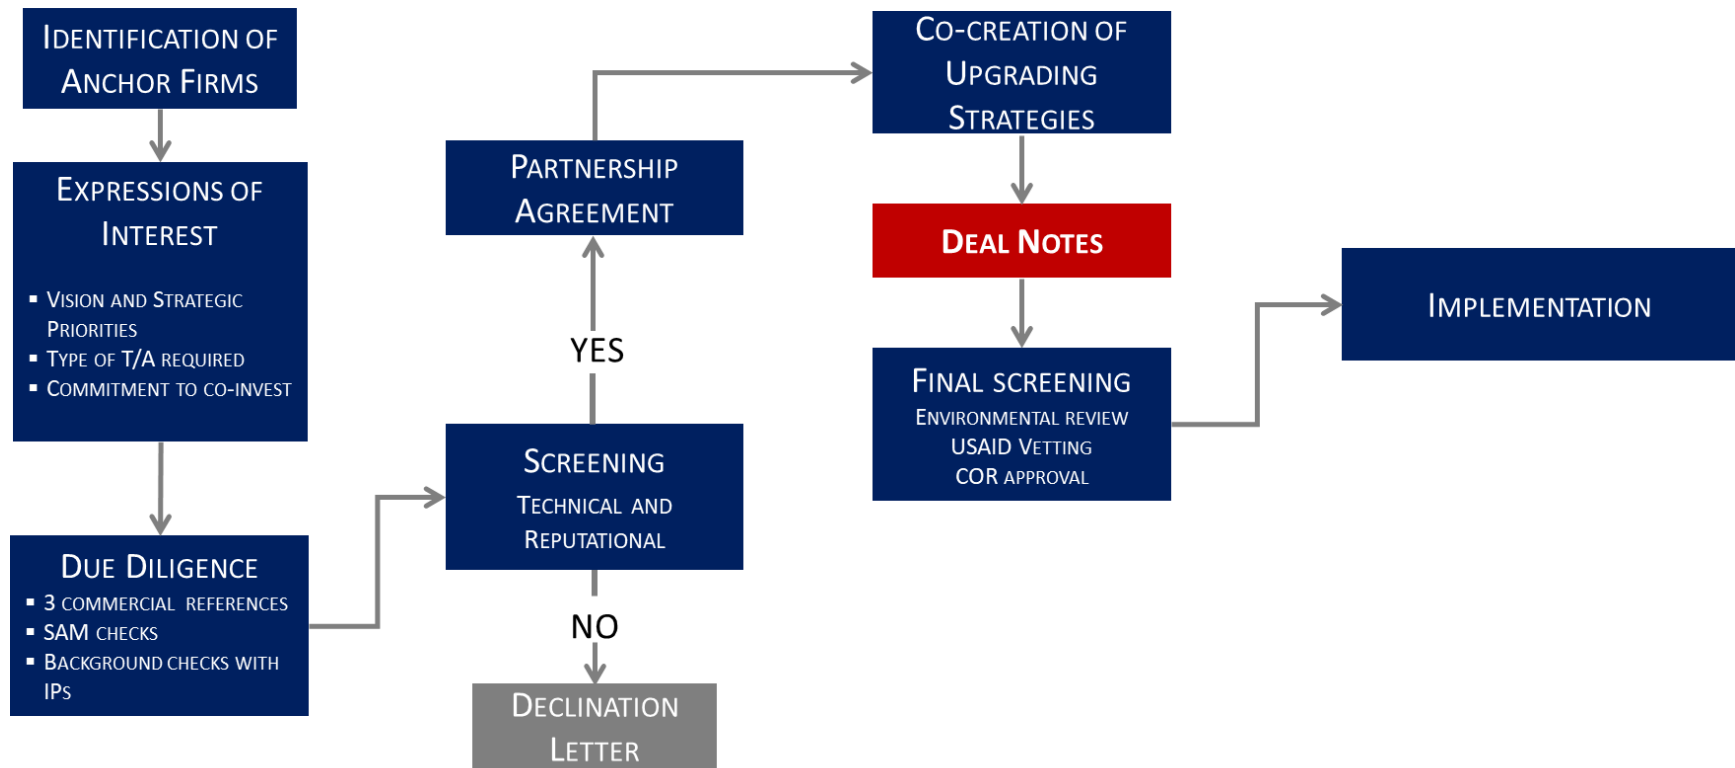 IDENTIFICATION OF
ANCHOR FIRMS
EXPRESSIONS OF
INTEREST
▪ VISION AND STRATEGIC
PRIORITIES
▪ TYPE OF T/A REQUIRED
▪ COMMITMENT TO CO-INVEST
DUE DILIGENCE
▪ 3 COMMERCIAL REFERENCES
▪ SAM CHECKS
▪ BACKGROUND CHECKS WITH
IPS
PARTNERSHIP
AGREEMENT
YES
SCREENING
TECHNICAL AND
REPUTATIONAL
NO
DECLINATION
LETTER
CO-CREATION OF
UPGRADING
STRATEGIES
DEAL NOTES
FINAL SCREENING
ENVIRONMENTAL REVIEW
USAID VETTING
COR APPROVAL
IMPLEMENTATION